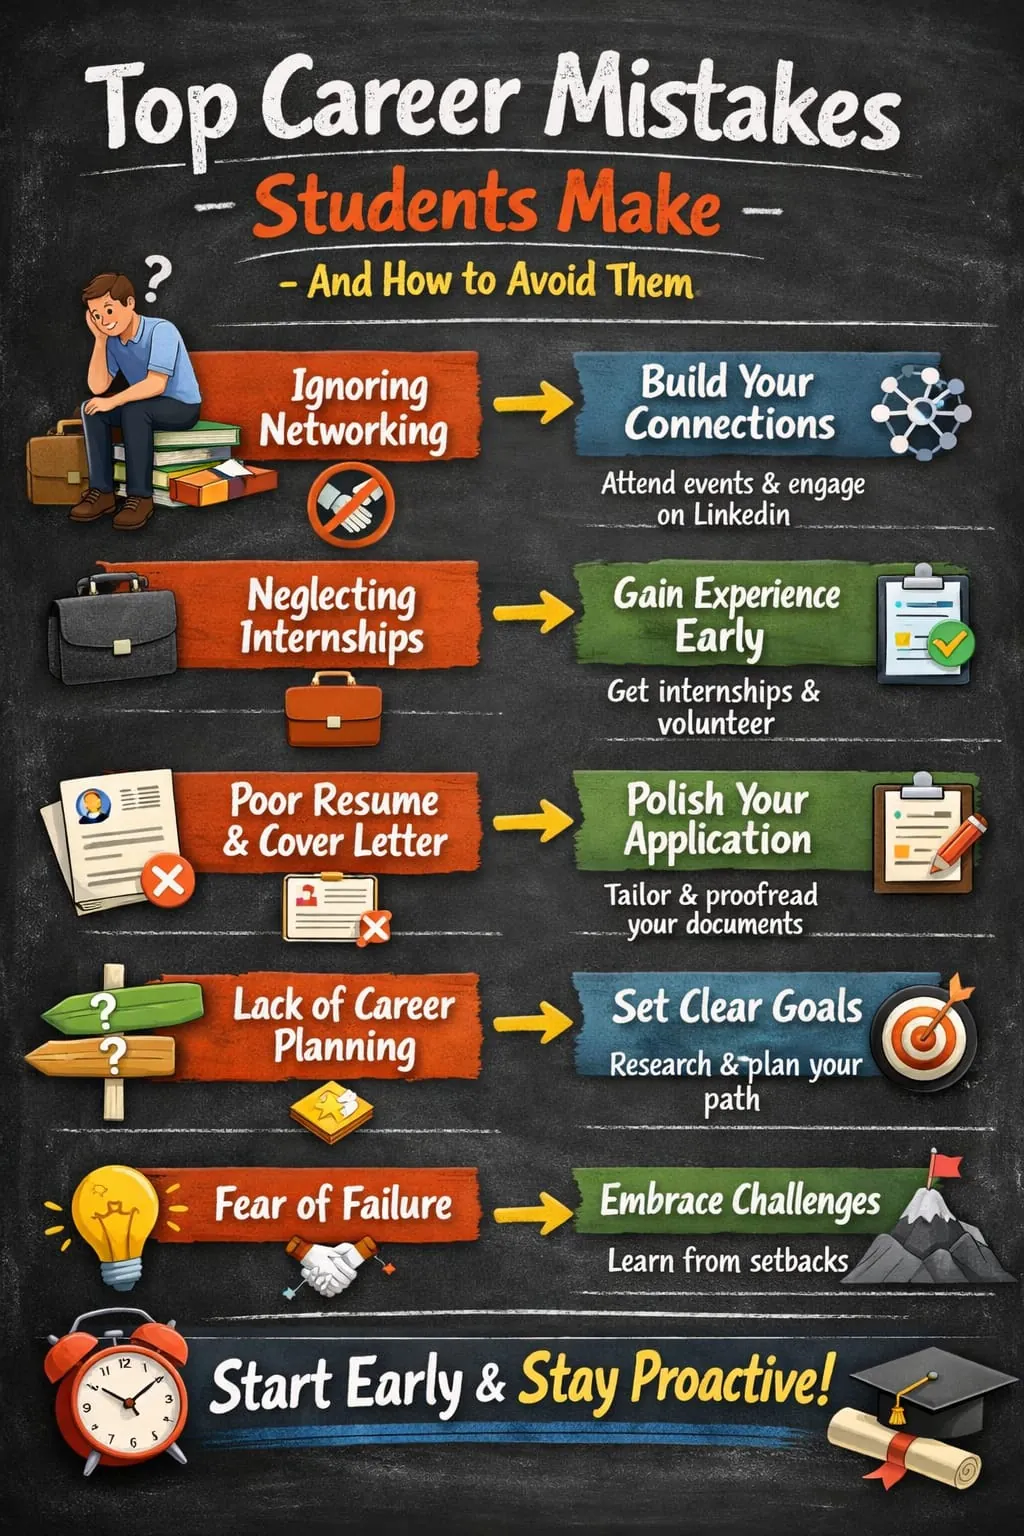 Top Career Mistakes
- Students Make -
- And How to Avoid Them
?
Ignoring
Networking
Build Your
Connections
Attend events & engage
on Linkedin
Neglecting
Internships
Gain Experience
Early
Get internships &
volunteer
Poor Resume
& Cover Letter
Polish Your
Application
Tailor & proofread
your documents
?
?
Lack of Career
Planning
Set Clear Goals
Research & plan your
path
Fear of Failure
Embrace Challenges
Learn from setbacks
Start Early & Stay Proactive!